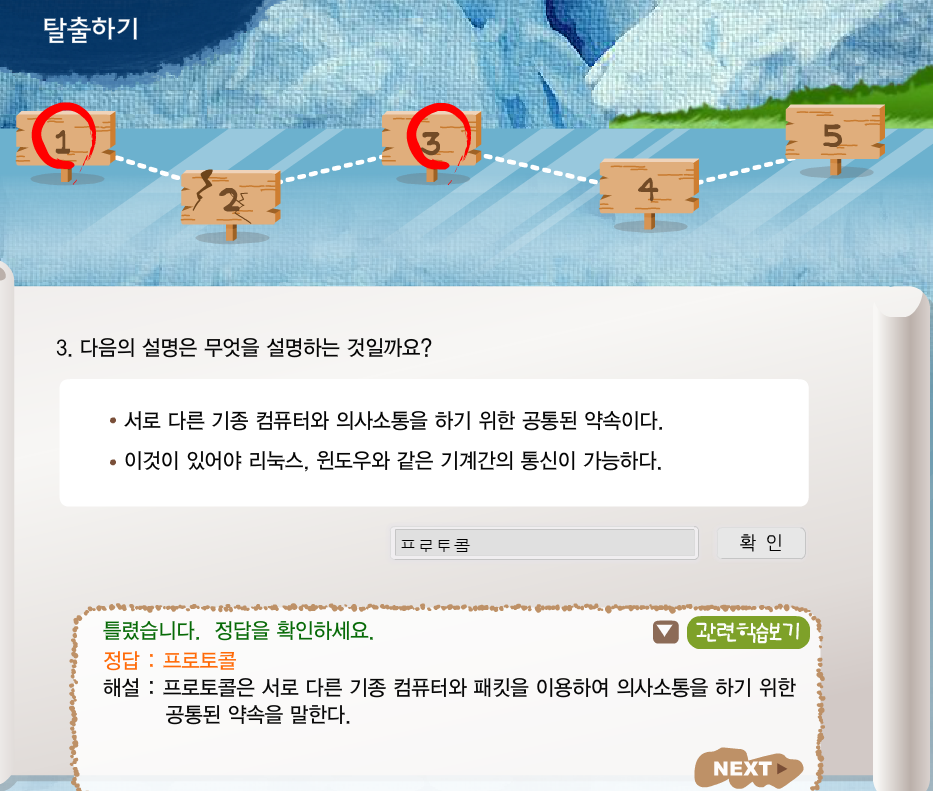 탈출하기
1
2
3
4
5
3. 다음의 설명은 무엇을 설명하는 것일까요?
• 서로 다른 기종 컴퓨터와 의사소통을 하기 위한 공통된 약속이다.
• 이것이 있어야 리눅스, 윈도우와 같은 기계간의 통신이 가능하다.
프로토콜
확 인
틀렸습니다. 정답을 확인하세요.
관련학습보기
정답 : 프로토콜
해설 : 프로토콜은 서로 다른 기종 컴퓨터와 패킷을 이용하여 의사소통을 하기 위한
공통된 약속을 말한다.
NEXT